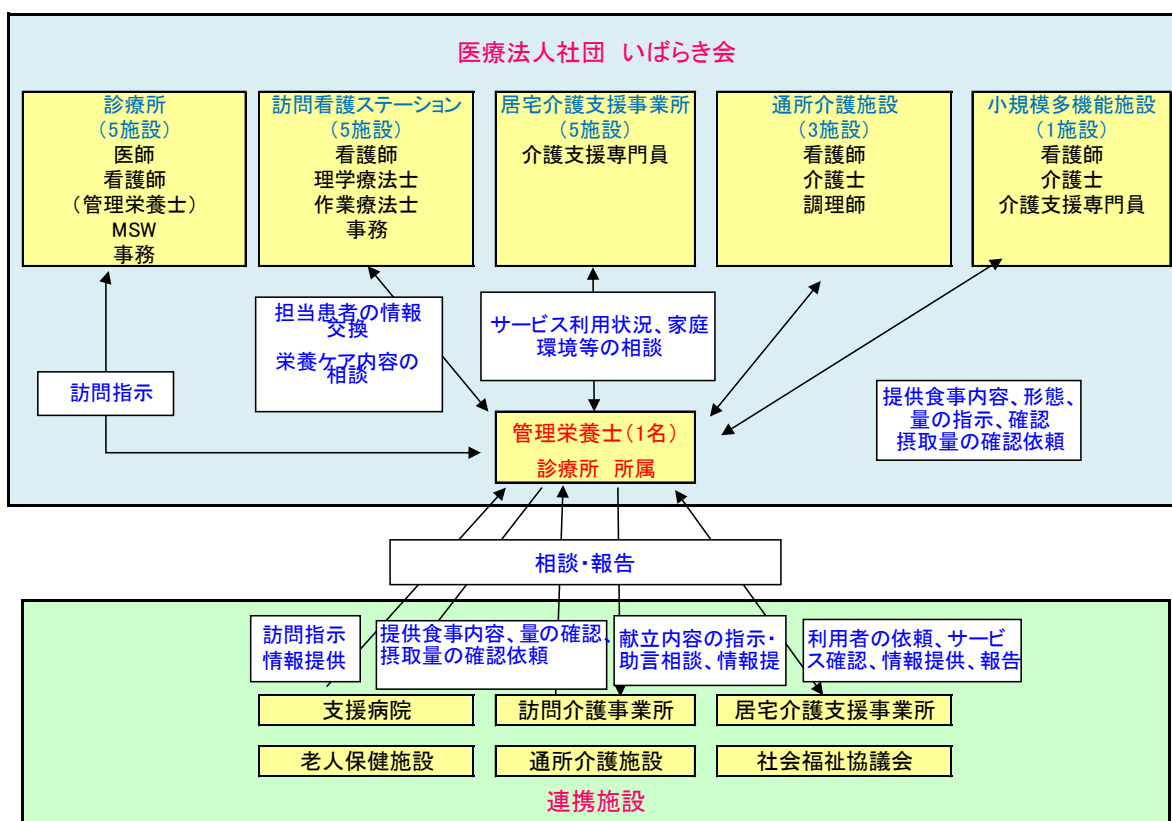 医療法人社団 いばらき会
診療所
(5施設)
医師
看護師
(管理栄養士)
MSW
事務
訪問看護ステーション
(5施設)
看護師
理学療法士
作業療法士
事務
居宅介護支援事業所
(5施設)
介護支援専門員
通所介護施設
(3施設)
看護師
介護士
調理師
小規模多機能施設
(1施設)
看護師
介護士
介護支援専門員
訪問指示
担当患者の情報
交換
栄養ケア内容の
相談
サービス利用状況、家庭
環境等の相談
提供食事内容、形態、
量の指示、確認
摂取量の確認依頼
管理栄養士(1名)
診療所 所属
相談・報告
訪問指示
情報提供
提供食事内容、量の確認、
摂取量の確認依頼
献立内容の指示・
助言相談、情報提
利用者の依頼、サービ
ス確認、情報提供、報告
支援病院
訪問介護事業所
居宅介護支援事業所
老人保健施設
通所介護施設
社会福祉協議会
連携施設